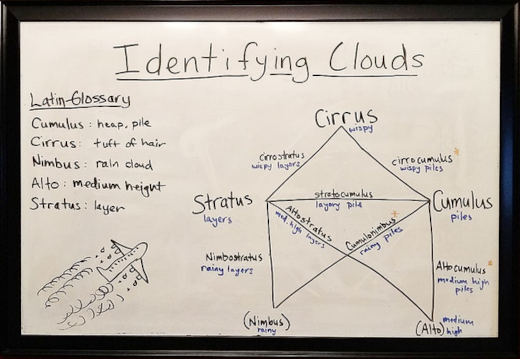 Identifying Clouds
Latin-Glossary
Cumulus: heap, pile
Cirrus: tuft of hair
Nimbus: rain cloud
Alto: medium height
Stratus: layer
Cirrus
wispy
Cirrostratus
wispy layers
cirrocumulus*
wispy piles
Stratus
layers
stratocumulus
layory pile
Cumulus
piles
Altostratus
med. high layers
Cumulonimbus*
rainy piles
Nimbostratus
rainy layers
Altocumulus*
medium high
piles
(Nimbus)
rainy
(Alto)
medium
high